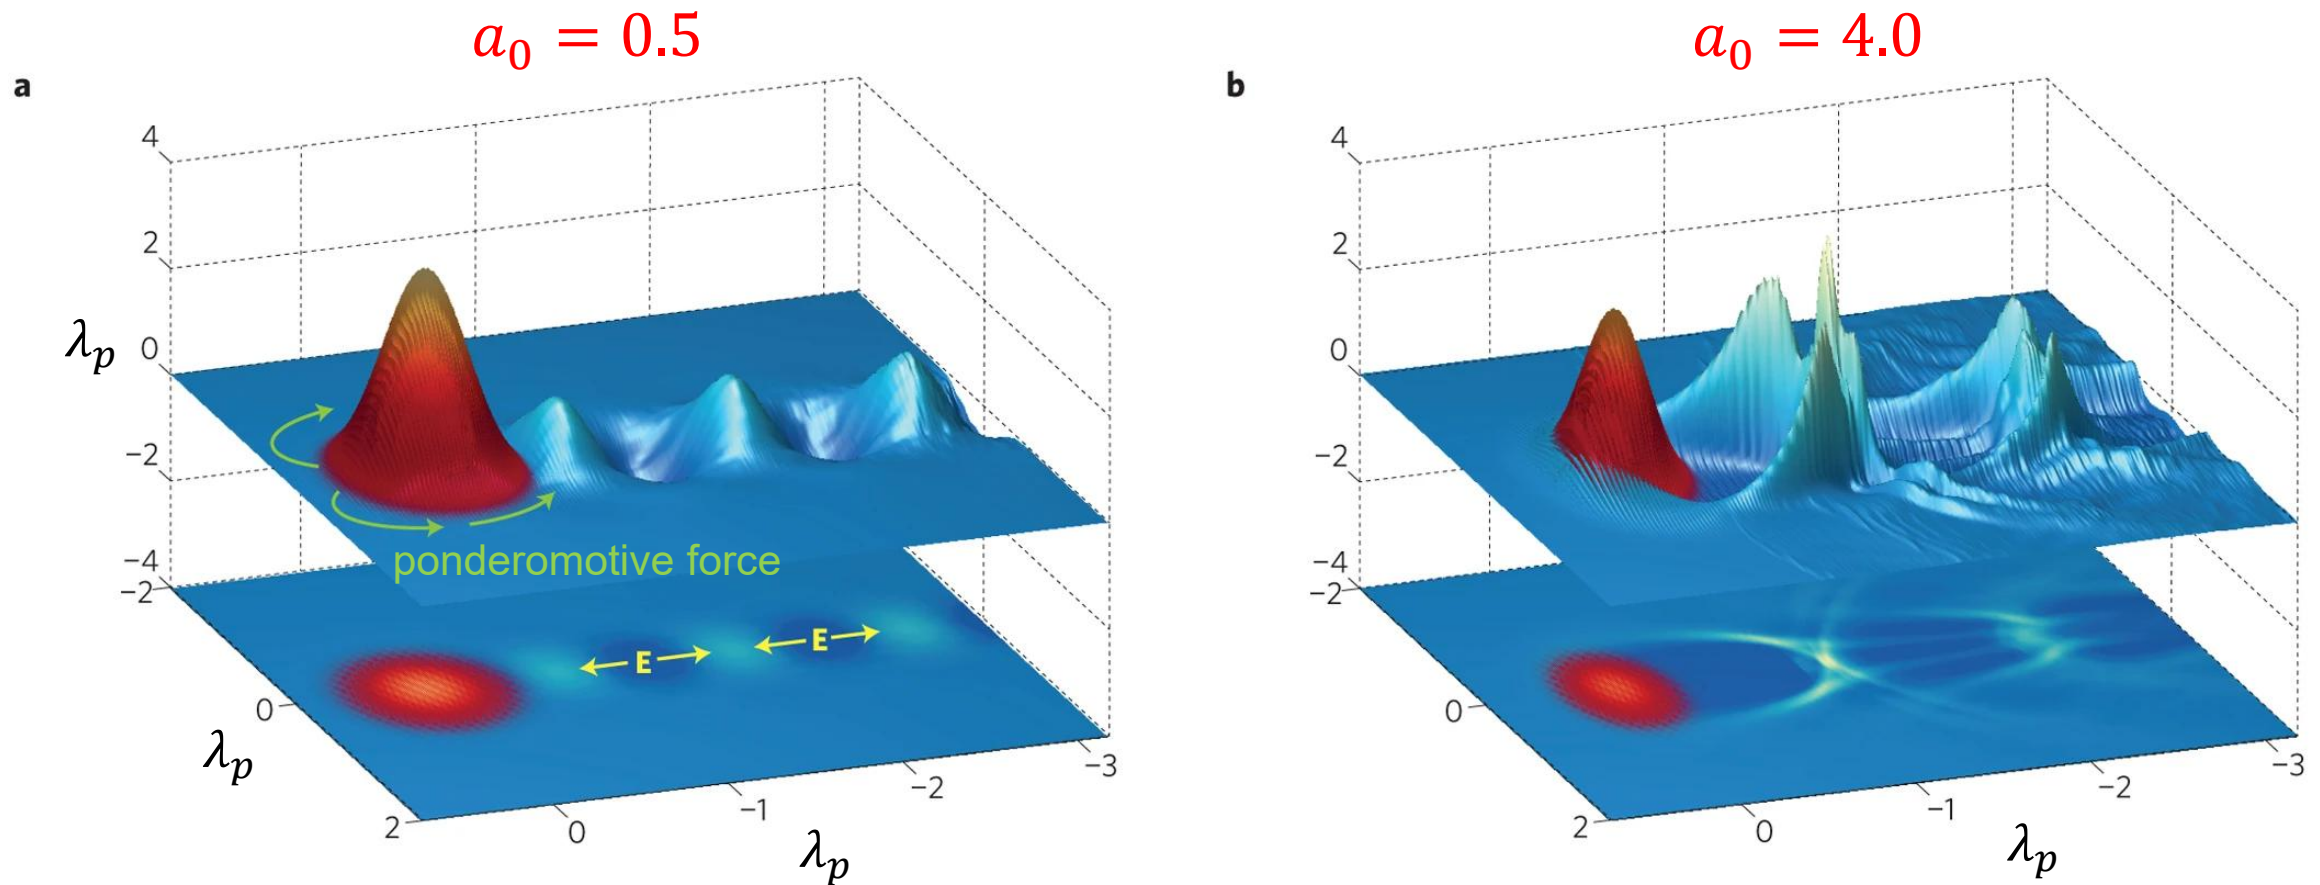 a₀ = 0.5
a
4
2
0
−2
−4
λₚ
ponderomotive force
−2
0
2
λₚ
E
E
0
−1
−2
−3
λₚ
a₀ = 4.0
b
4
2
0
−2
−4
−2
0
2
0
−1
−2
−3
λₚ